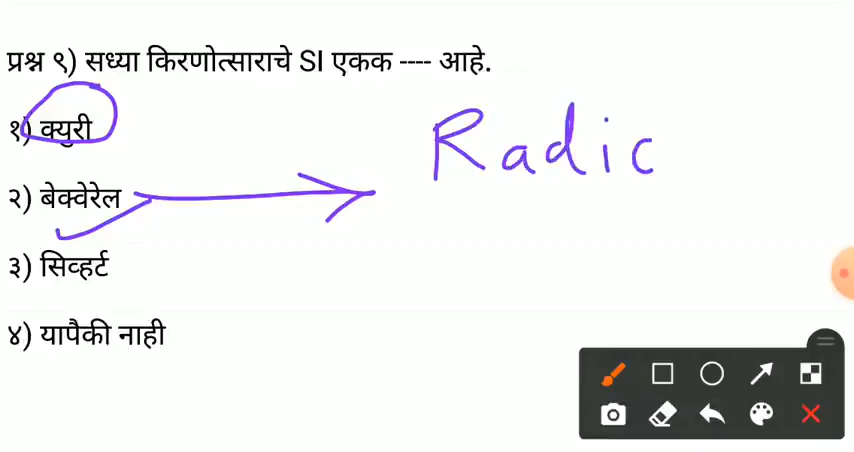 प्रश्न ९) सध्या किरणोत्साराचे SI एकक ---- आहे.
१) क्युरी
Radic
२) बेक्वेरेल
३) सिव्हर्ट
४) यापैकी नाही